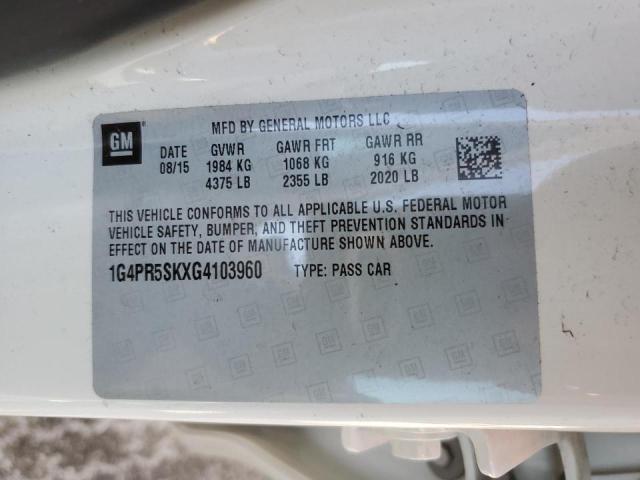 MFD BY GENERAL MOTORS LLC
GM
DATE GVWR GAWR FRT GAWR RR
08/15 1984 KG 1068 KG 916 KG
4375 LB 2355 LB 2020 LB
THIS VEHICLE CONFORMS TO ALL APPLICABLE U.S. FEDERAL MOTOR
VEHICLE SAFETY, BUMPER, AND THEFT PREVENTION STANDARDS IN
EFFECT ON THE DATE OF MANUFACTURE SHOWN ABOVE.
1G4PR5SKXG4103960 TYPE: PASS CAR